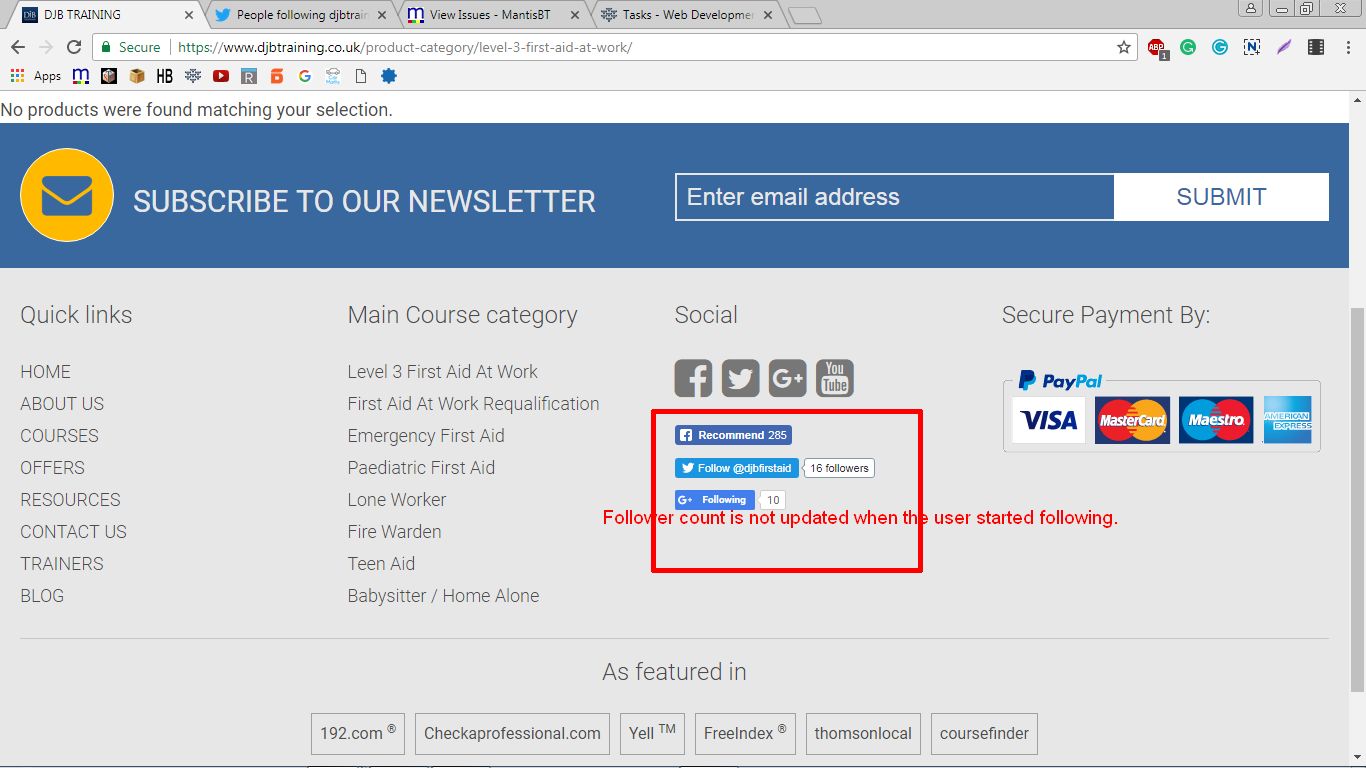 DJB TRAINING
People following djbtrain
View Issues - MantisBT
Tasks - Web Developmen
Secure
https://www.djbtraining.co.uk/product-category/level-3-first-aid-at-work/
ABP
1
Apps
HB
No products were found matching your selection.
SUBSCRIBE TO OUR NEWSLETTER
Enter email address
SUBMIT
Quick links
HOME
ABOUT US
COURSES
OFFERS
RESOURCES
CONTACT US
TRAINERS
BLOG
Main Course category
Level 3 First Aid At Work
First Aid At Work Requalification
Emergency First Aid
Paediatric First Aid
Lone Worker
Fire Warden
Teen Aid
Babysitter / Home Alone
Social
You Tube
Recommend 285
Follow @djbfirstaid 16 followers
G+ Following 10
Follower count is not updated when the user started following.
Secure Payment By:
PayPal
VISA MasterCard Maestro AMERICAN EXPRESS
As featured in
192.com ® Checkaprofessional.com Yell TM FreeIndex ® thomsonlocal coursefinder